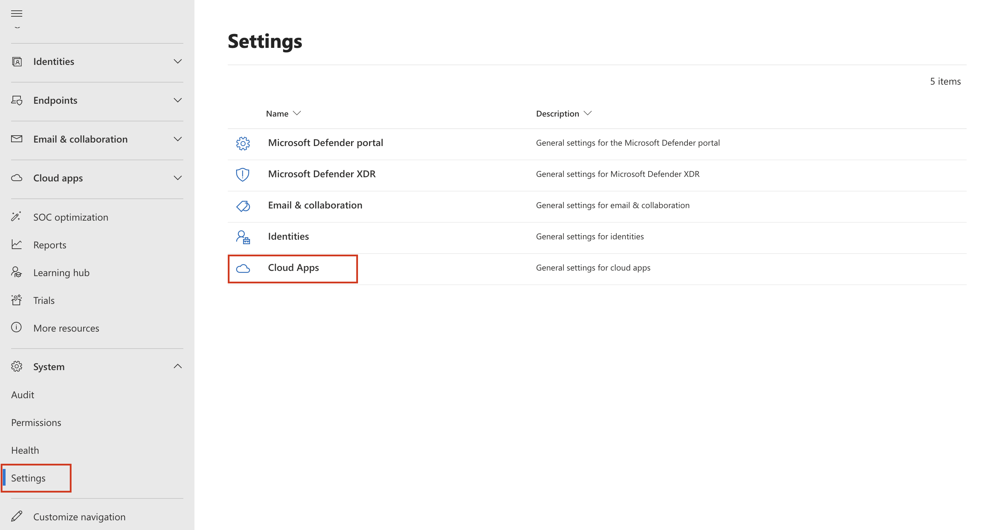 Identities
Endpoints
Email & collaboration
Cloud apps
SOC optimization
Reports
Learning hub
Trials
More resources
System
Audit
Permissions
Health
Settings
Customize navigation
Settings
5 items
Name Description
Microsoft Defender portal General settings for the Microsoft Defender portal
Microsoft Defender XDR General settings for Microsoft Defender XDR
Email & collaboration General settings for email & collaboration
Identities General settings for identities
Cloud Apps General settings for cloud apps